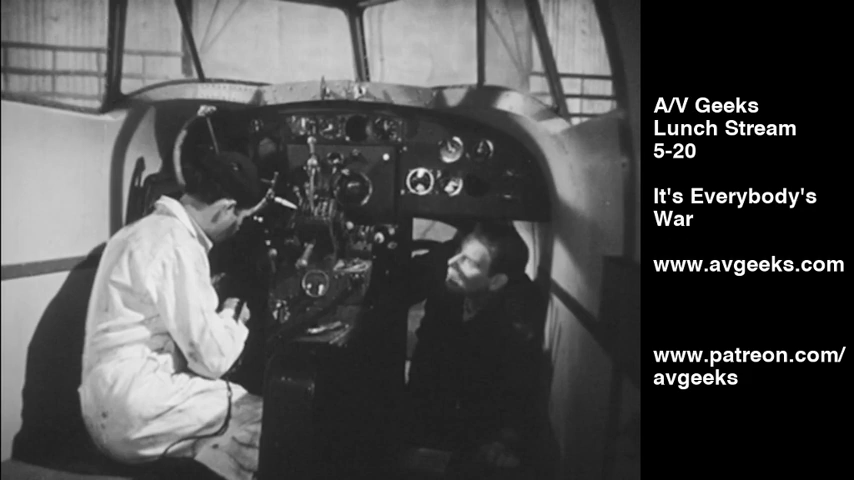 A/V Geeks
Lunch Stream
5-20
It's Everybody's
War
www.avgeeks.com
www.patreon.com/
avgeeks